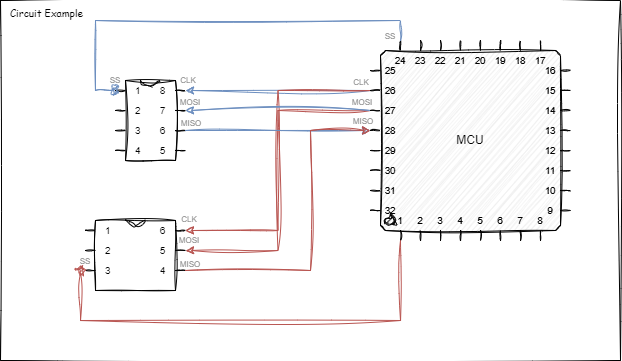 Circuit Example
SS
24 23 22 21 20 19 18 17
25 16
SS CLK CLK
1 8 26 15
MOSI MOSI
2 7 27 14
MISO MISO MCU
3 6 28 13
4 5 29 12
30 11
31 10
32 9
CLK 1 2 3 4 5 6 7 8
1 6
MOSI
2 5
SS MISO
3 4